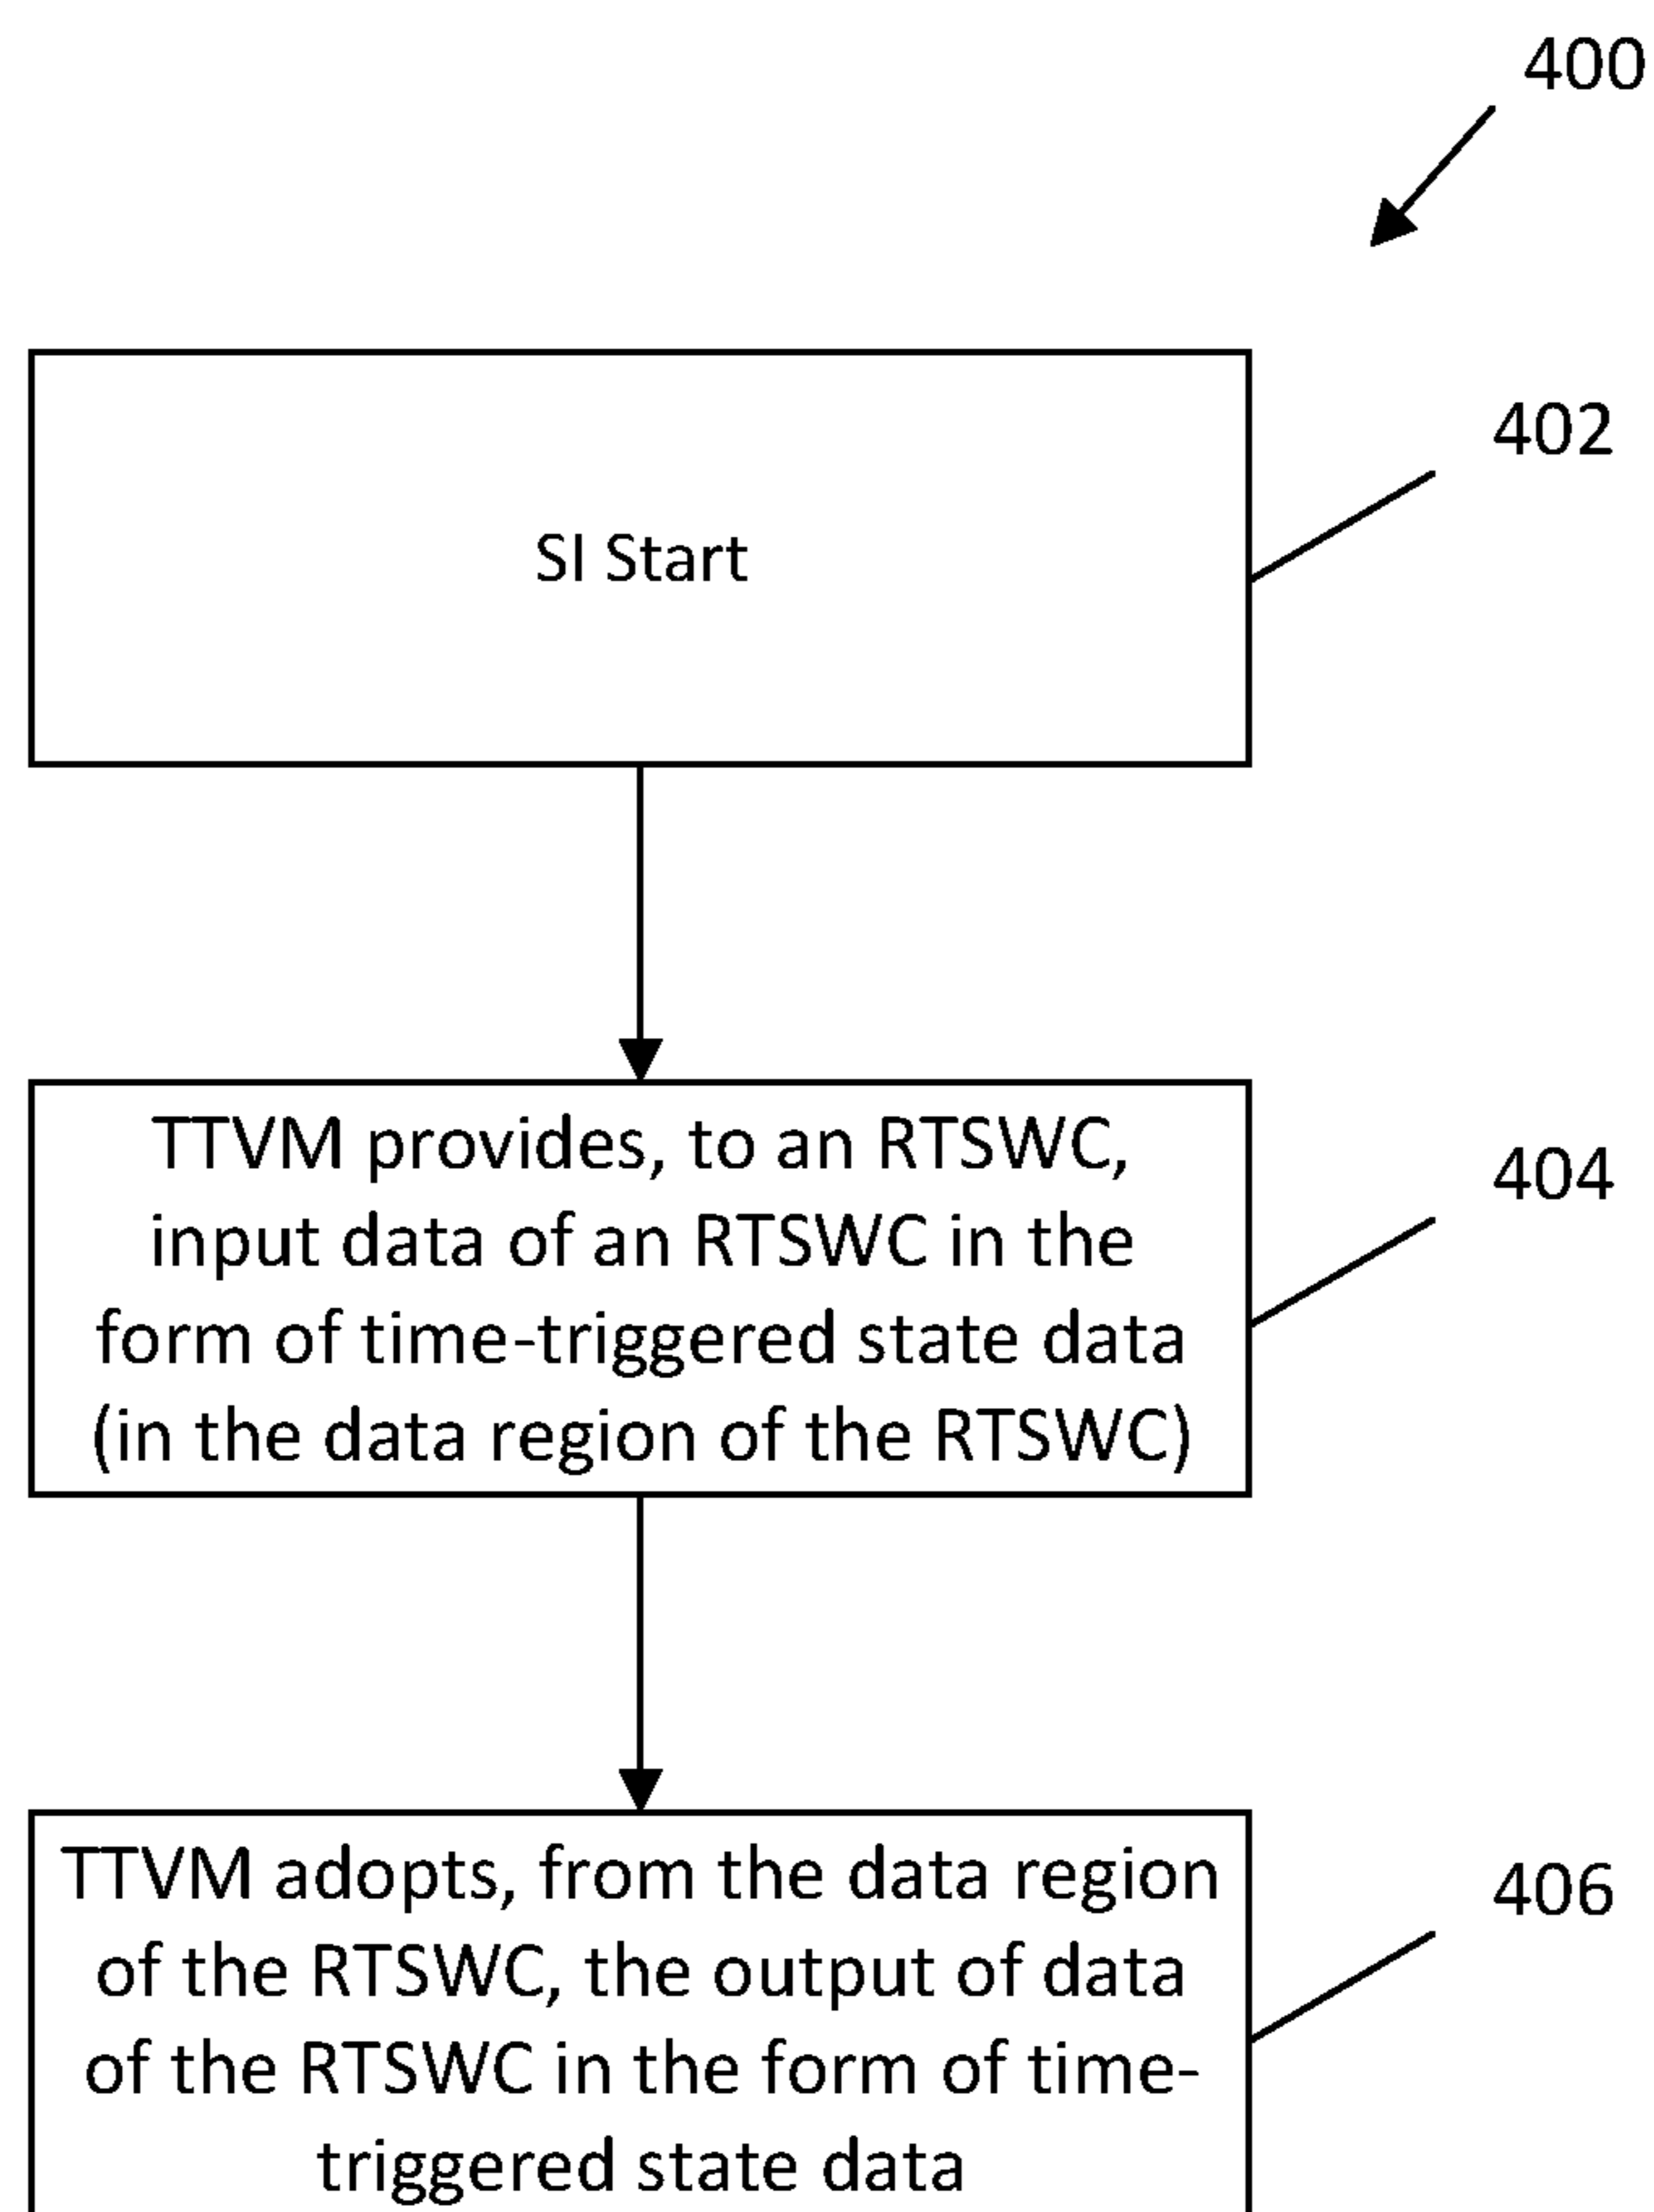 400
402
SI Start
TTVM provides, to an RTSWC,
input data of an RTSWC in the
form of time-triggered state data
(in the data region of the RTSWC)
404
TTVM adopts, from the data region
of the RTSWC, the output of data
of the RTSWC in the form of time-
triggered state data
406